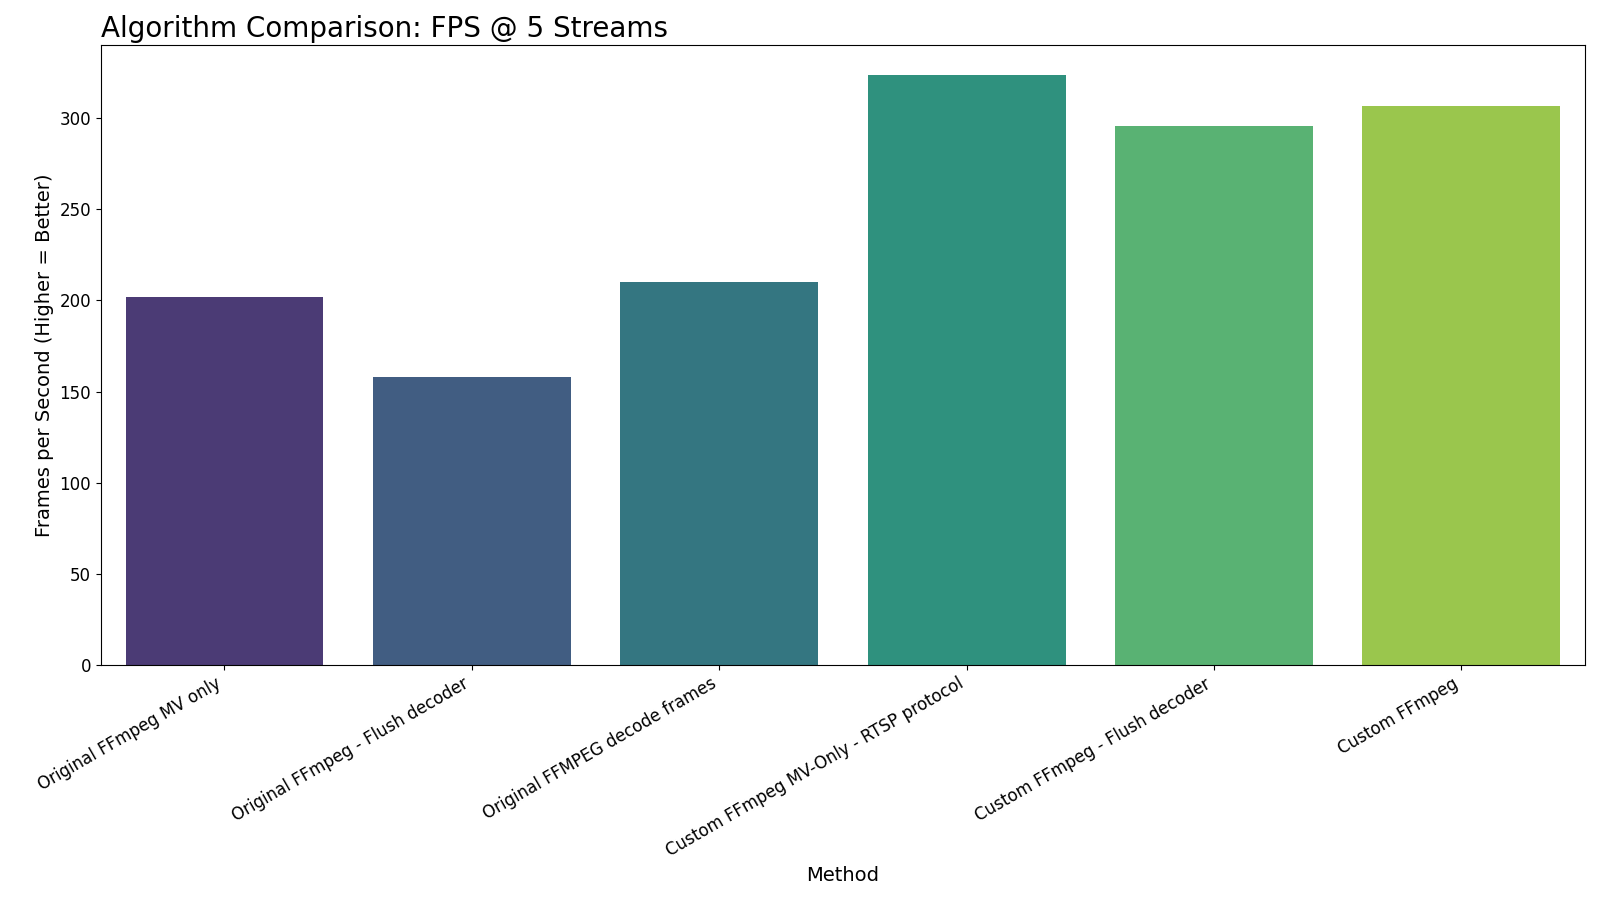 Algorithm Comparison: FPS @ 5 Streams
Frames per Second (Higher = Better)
300
250
200
150
100
50
0
Original FFmpeg MV only
Original FFmpeg - Flush decoder
Original FFMPEG decode frames
Custom FFmpeg MV-Only - RTSP protocol
Custom FFmpeg - Flush decoder
Custom FFmpeg
Method